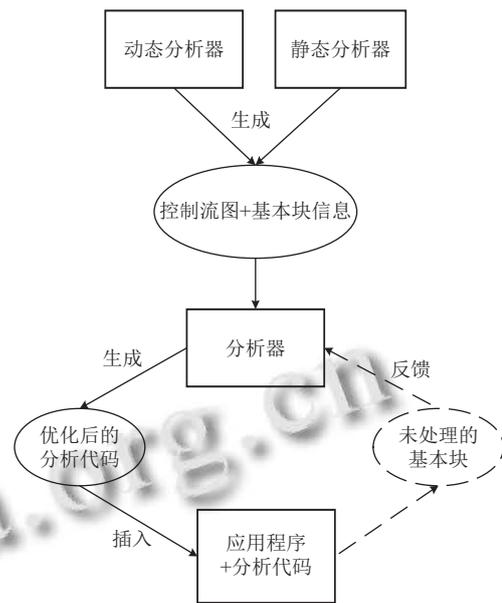 动态分析器
静态分析器
生成
控制流图+基本块信息
分析器
生成
反馈
优化后的
分析代码
未处理的
基本块
插入
应用程序
+分析代码
.org.cn